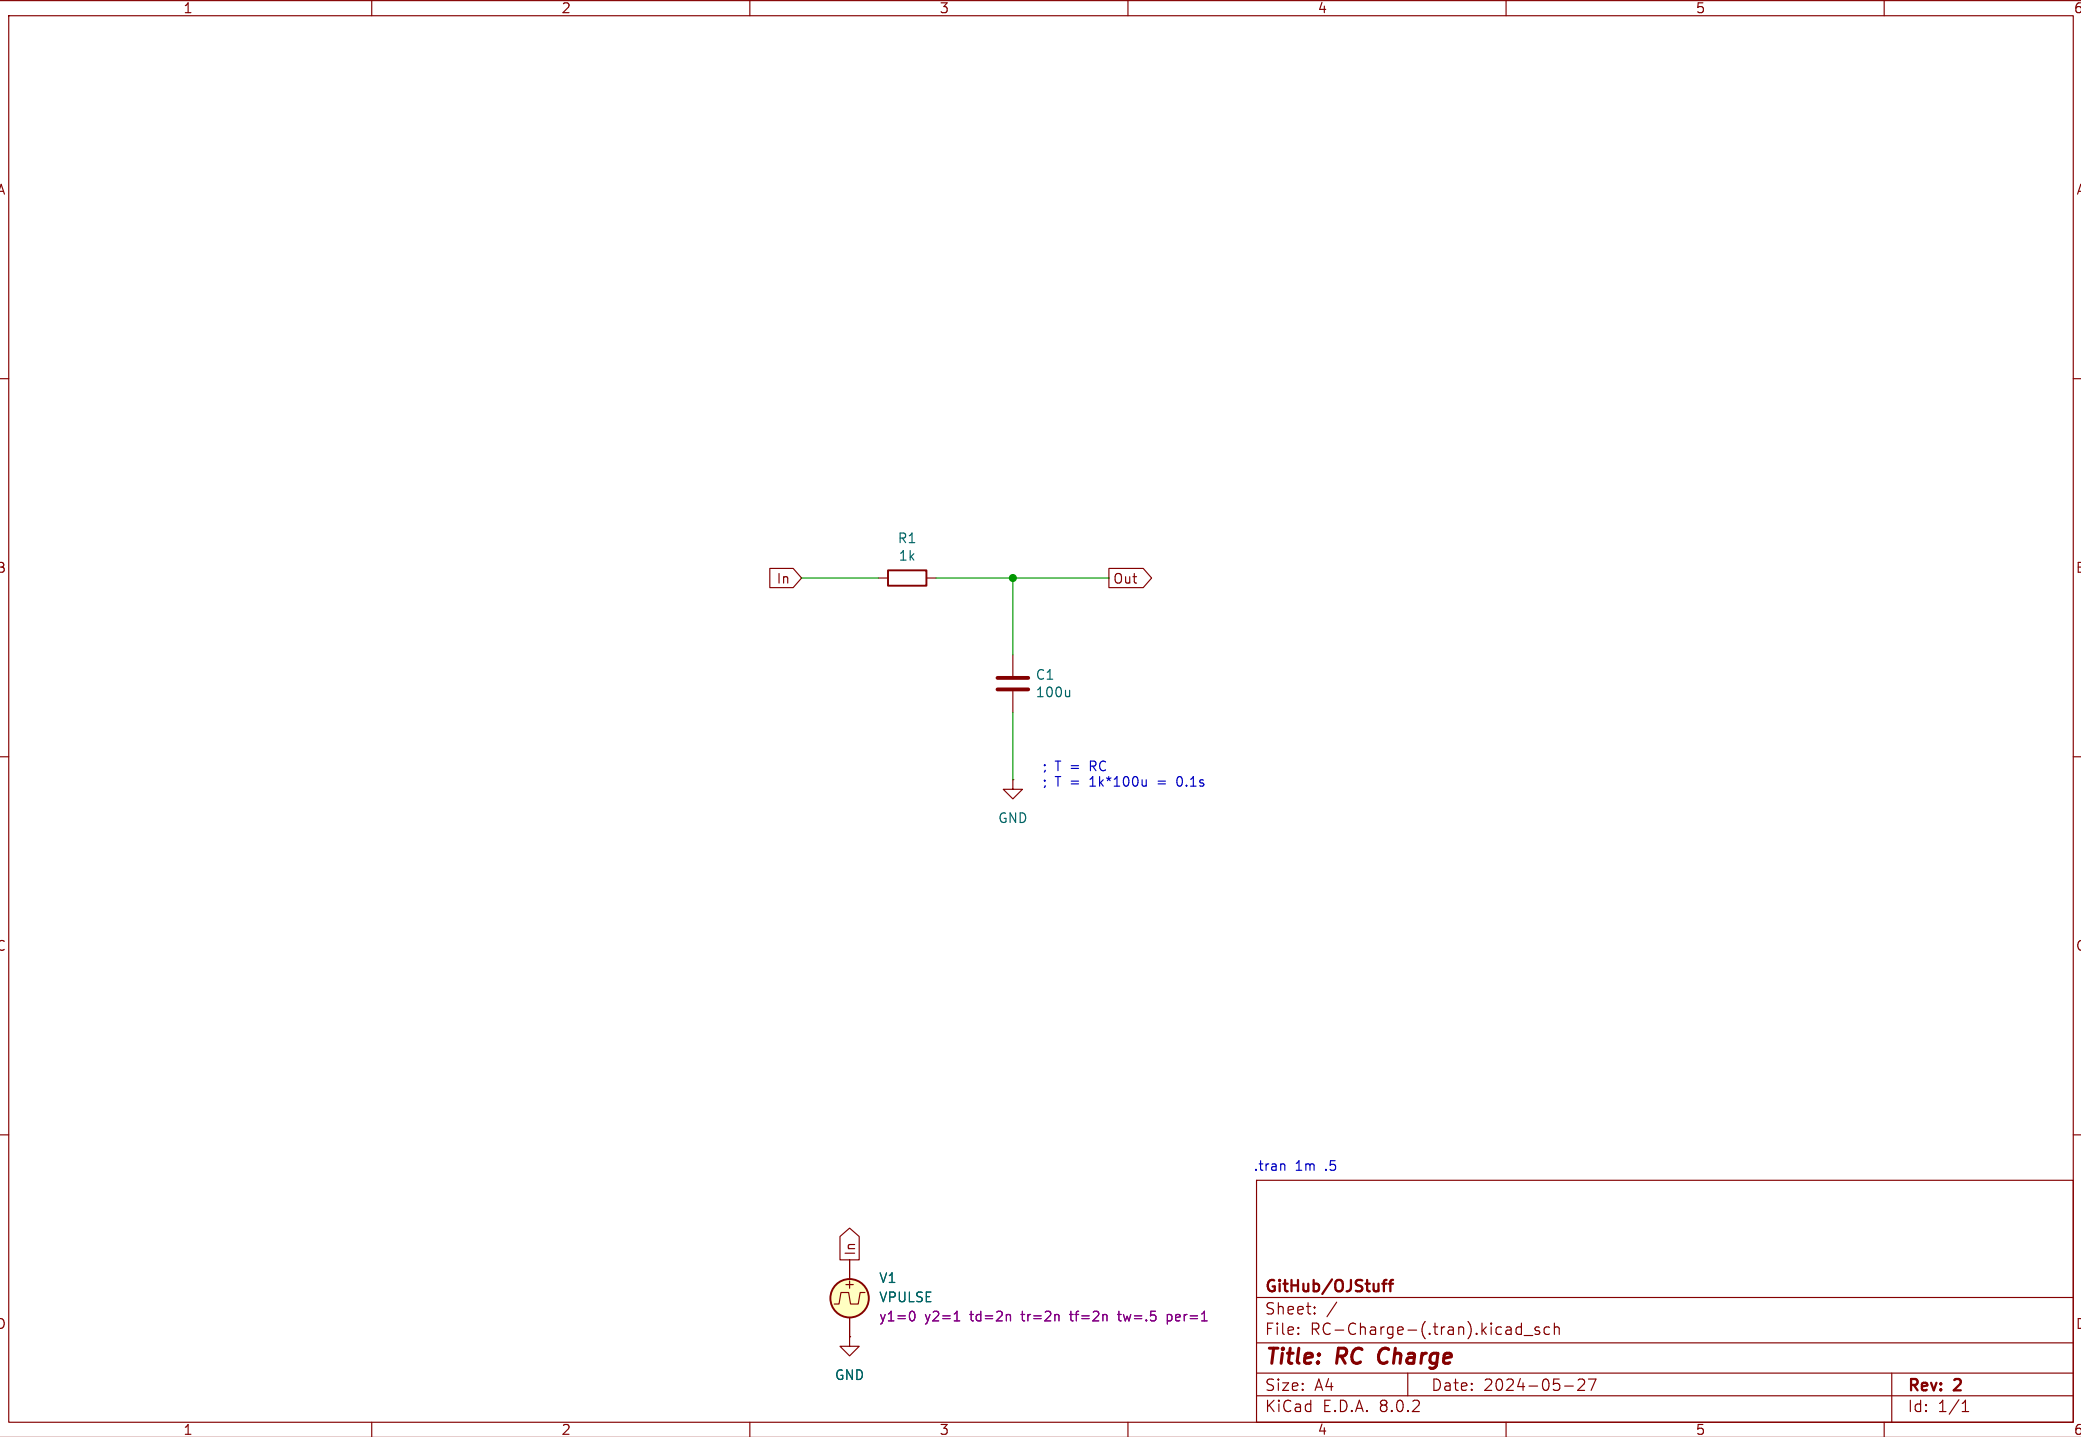 1 2 3 4 5 6
A A
R1
1k
In
Out
B B
C1
100u
; T = RC
; T = 1k*100u = 0.1s
GND
C C
.tran 1m .5
In
V1
VPULSE
y1=0 y2=1 td=2n tr=2n tf=2n tw=.5 per=1
GND
D D
GitHub/OJStuff
Sheet: /
File: RC-Charge-(.tran).kicad_sch
Title: RC Charge
Size: A4 Date: 2024-05-27 Rev: 2
KiCad E.D.A. 8.0.2 Id: 1/1
1 2 3 4 5 6